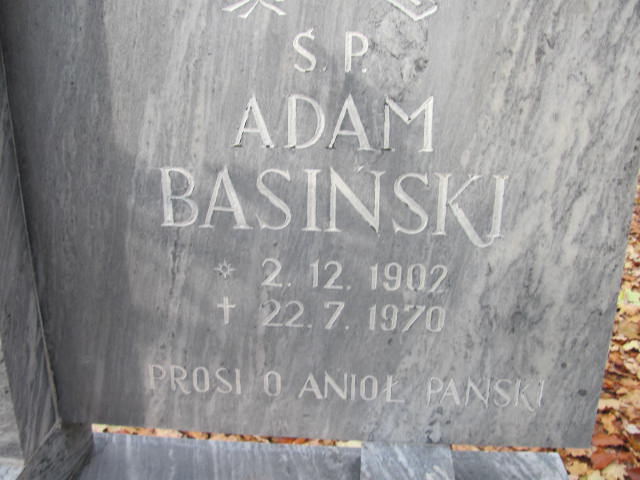 Ś.P.
ADAM
BASIŃSKI
* 2. 12. 1902
† 22. 7. 1970
PROSI O ANIOŁ PAŃSKI